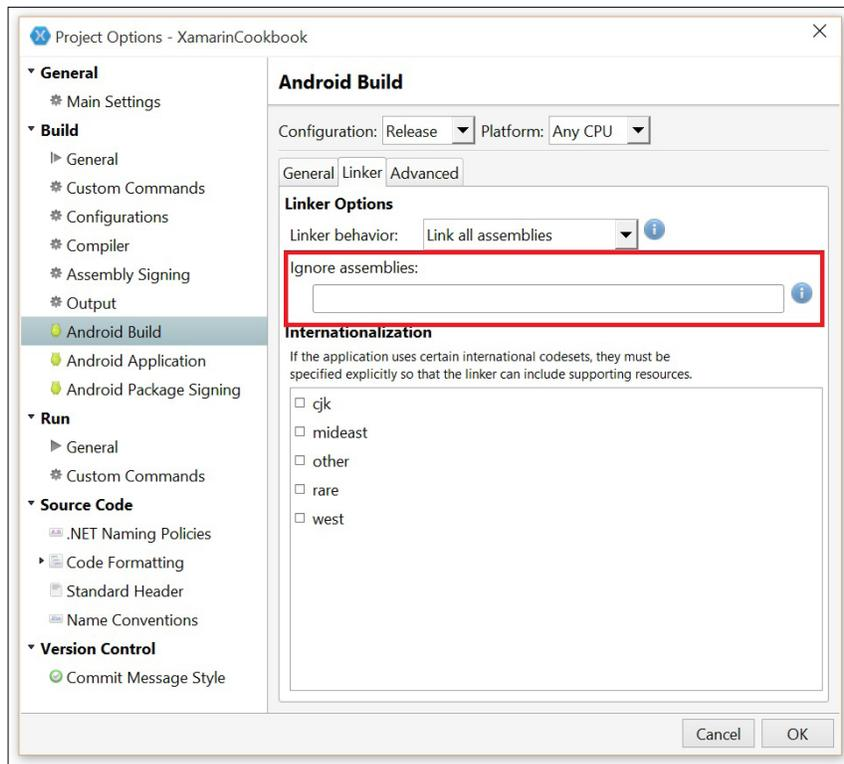 Project Options - XamarinCookbook
General
Main Settings
Build
General
Custom Commands
Configurations
Compiler
Assembly Signing
Output
Android Build
Android Application
Android Package Signing
Run
General
Custom Commands
Source Code
.NET Naming Policies
Code Formatting
Standard Header
Name Conventions
Version Control
Commit Message Style
Android Build
Configuration: Release Platform: Any CPU
General Linker Advanced
Linker Options
Linker behavior: Link all assemblies
Ignore assemblies:
Internationalization
If the application uses certain international codesets, they must be
specified explicitly so that the linker can include supporting resources.
cjk
mideast
other
rare
west
Cancel OK